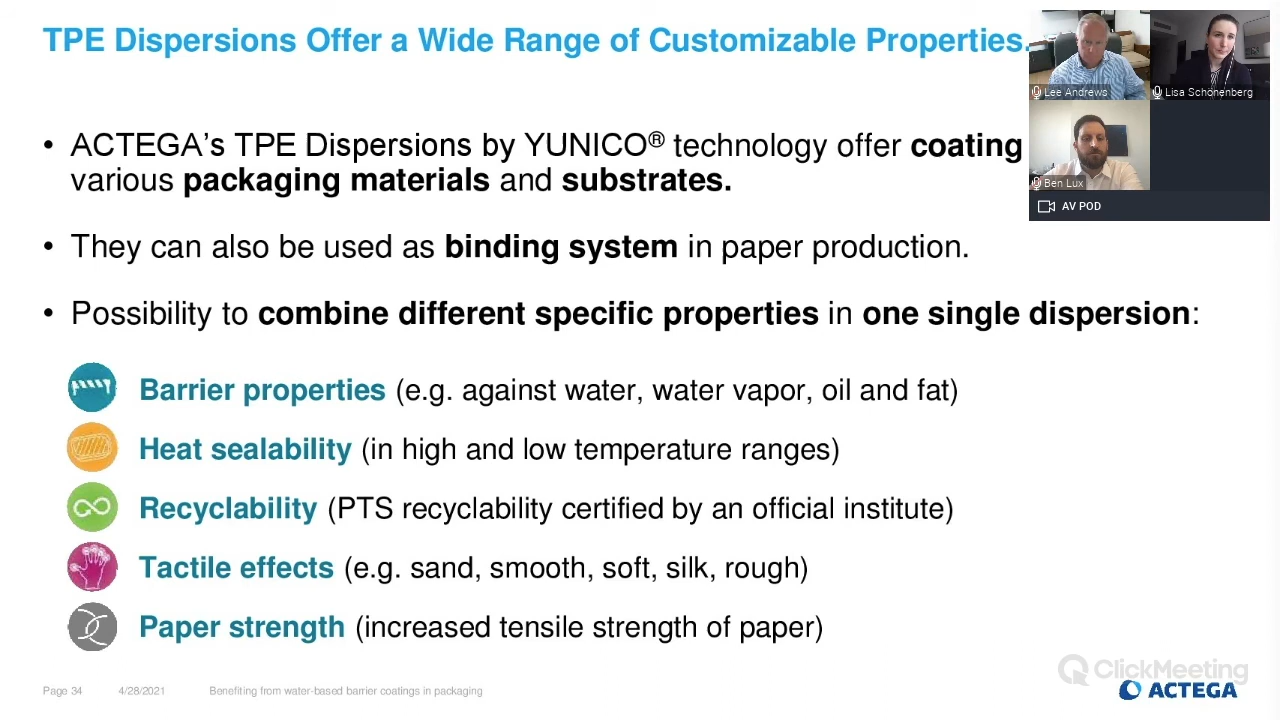 TPE Dispersions Offer a Wide Range of Customizable Properties.
Lee Andrews
Lisa Schönenberg
Ben Lux
AV POD
• ACTEGA’s TPE Dispersions by YUNICO® technology offer coating
various packaging materials and substrates.
• They can also be used as binding system in paper production.
• Possibility to combine different specific properties in one single dispersion:
Barrier properties (e.g. against water, water vapor, oil and fat)
Heat sealability (in high and low temperature ranges)
Recyclability (PTS recyclability certified by an official institute)
Tactile effects (e.g. sand, smooth, soft, silk, rough)
Paper strength (increased tensile strength of paper)
Page 34
4/28/2021
Benefiting from water-based barrier coatings in packaging
ClickMeeting
ACTEGA